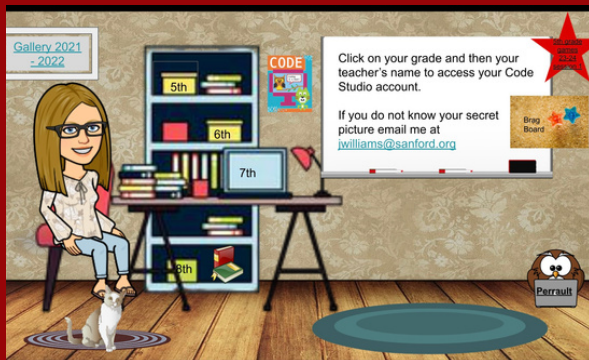 Gallery 2021
- 2022
CODE
5th
6th
7th
8th
Click on your grade and then your
teacher's name to access your Code
Studio account.
If you do not know your secret
picture email me at
jwilliams@sanford.org
Brag
Board
Perrault